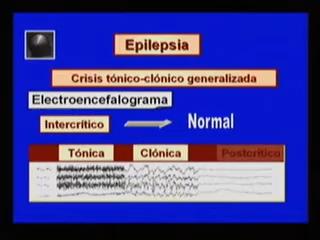 Epilepsia
Crisis tónico-clónico generalizada
Electroencefalograma
Intercrítico
Normal
Tónica
Clónica
Postcrítico